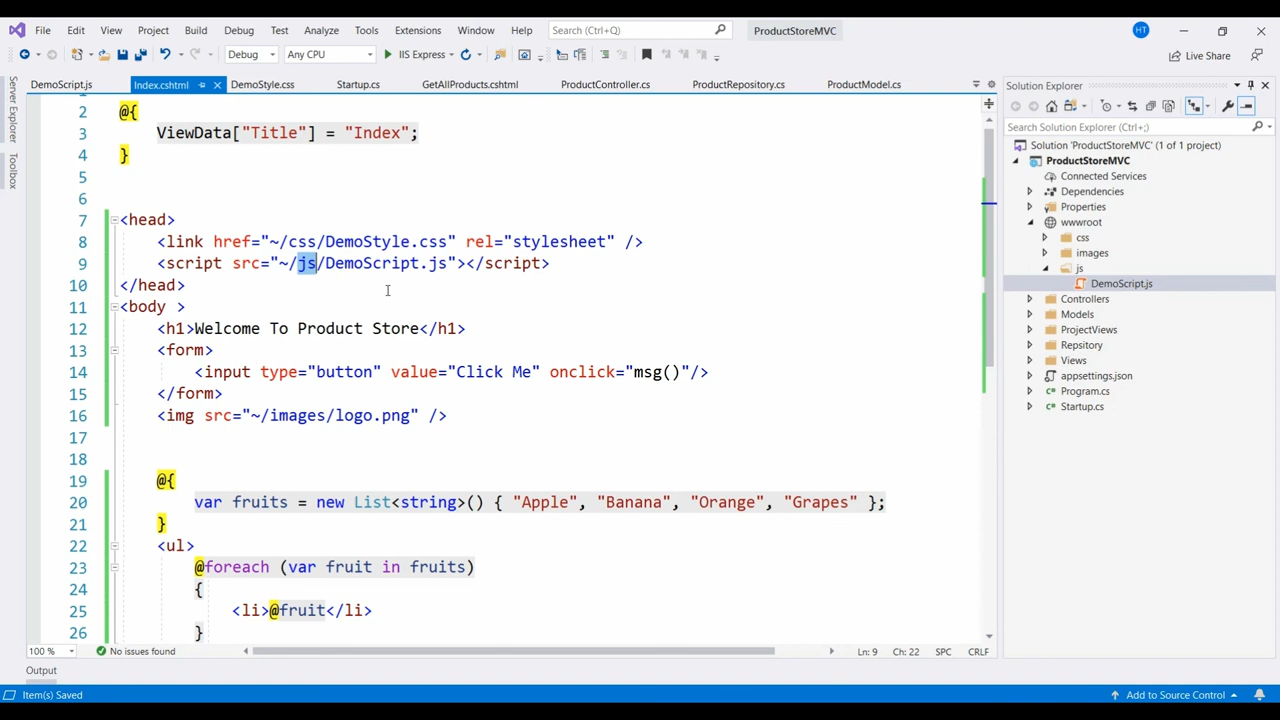 File Edit View Project Build Debug Test Analyze Tools Extensions Window Help Search (Ctrl+Q) ProductStoreMVC HT
Debug Any CPU IIS Express Live Share
DemoScript.js Index.cshtml DemoStyle.css Startup.cs GetAllProducts.cshtml ProductController.cs ProductRepository.cs ProductModel.cs
Server Explorer
Toolbox
2 @{
3 ViewData["Title"] = "Index";
4 }
5
6
7 <head>
8 <link href="~/css/DemoStyle.css" rel="stylesheet" />
9 <script src="~/js/DemoScript.js"></script>
10 </head>
11 <body >
12 <h1>Welcome To Product Store</h1>
13 <form>
14 <input type="button" value="Click Me" onclick="msg()"/>
15 </form>
16 <img src="~/images/logo.png" />
17
18
19 @{
20 var fruits = new List<string>() { "Apple", "Banana", "Orange", "Grapes" };
21 }
22 <ul>
23 @foreach (var fruit in fruits)
24 {
25 <li>@fruit</li>
26 }
100 % No issues found Ln: 9 Ch: 22 SPC CRLF
Output
Item(s) Saved Add to Source Control
Solution Explorer
Search Solution Explorer (Ctrl+;)
Solution 'ProductStoreMVC' (1 of 1 project)
ProductStoreMVC
Connected Services
Dependencies
Properties
wwwroot
css
images
js
DemoScript.js
Controllers
Models
ProjectViews
Repsitory
Views
appsettings.json
Program.cs
Startup.cs